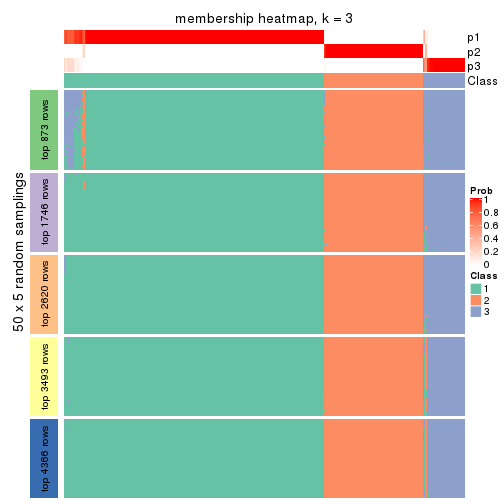 membership heatmap, k = 3
p1
p2
p3
Class
50 x 5 random samplings
top 873 rows
top 1746 rows
top 2620 rows
top 3493 rows
top 4366 rows
Prob
1
0.8
0.6
0.4
0.2
0
Class
1
2
3